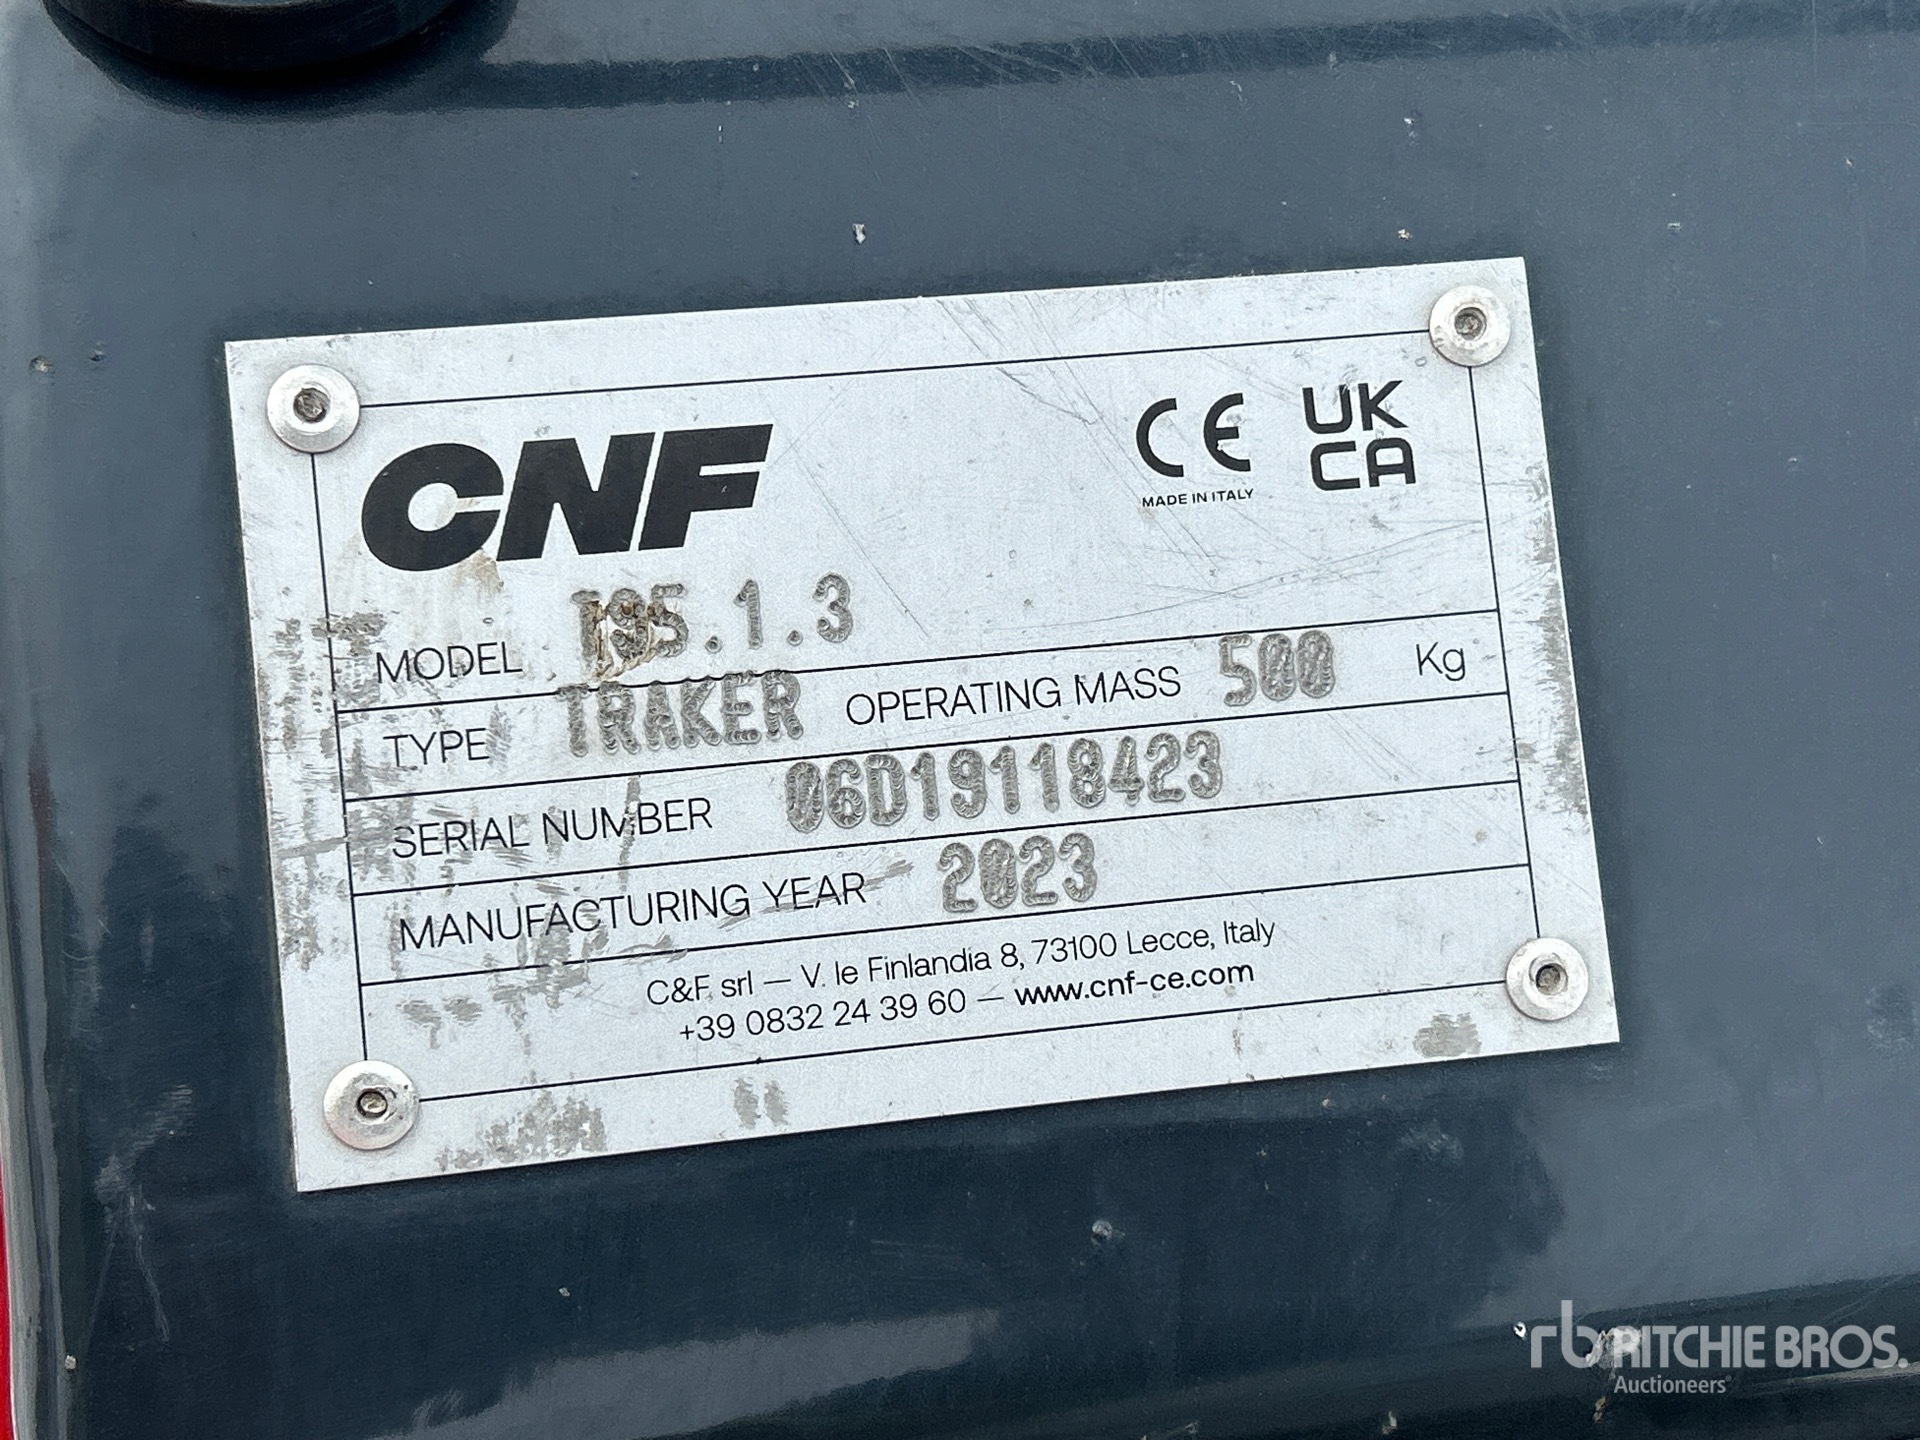 CNF
CE
MADE IN ITALY
UK
CA
MODEL T95.1.3
TYPE TRAKER OPERATING MASS 500 Kg
SERIAL NUMBER 06D19118423
MANUFACTURING YEAR 2023
C&F srl – V. le Finlandia 8, 73100 Lecce, Italy
+39 0832 24 39 60 – www.cnf-ce.com
rb RITCHIE BROS.
Auctioneers